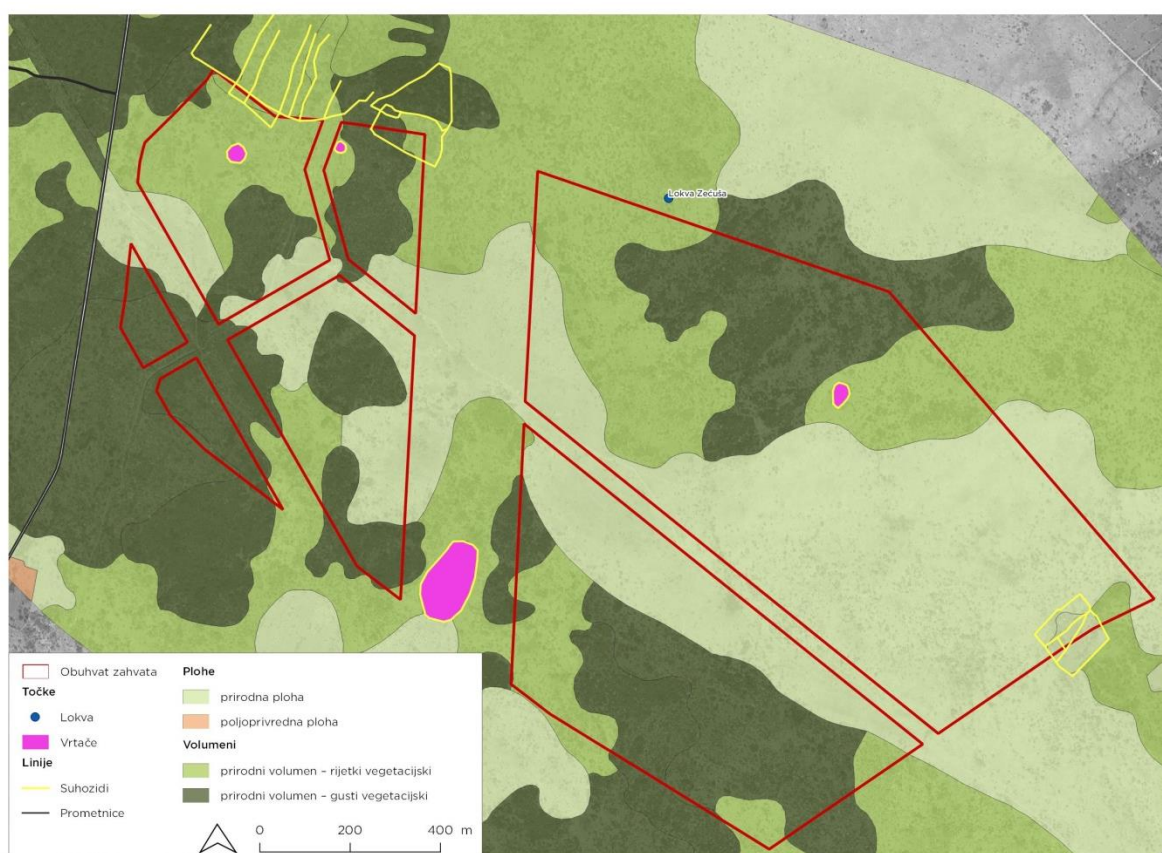 Lokva Zečuša
Obuhvat zahvata
Točke
Lokva
Vrtače
Linije
Suhozidi
Prometnice
Plohe
prirodna ploha
poljoprivredna ploha
Volumeni
prirodni volumen – rijetki vegetacijski
prirodni volumen – gusti vegetacijski
0 200 400 m